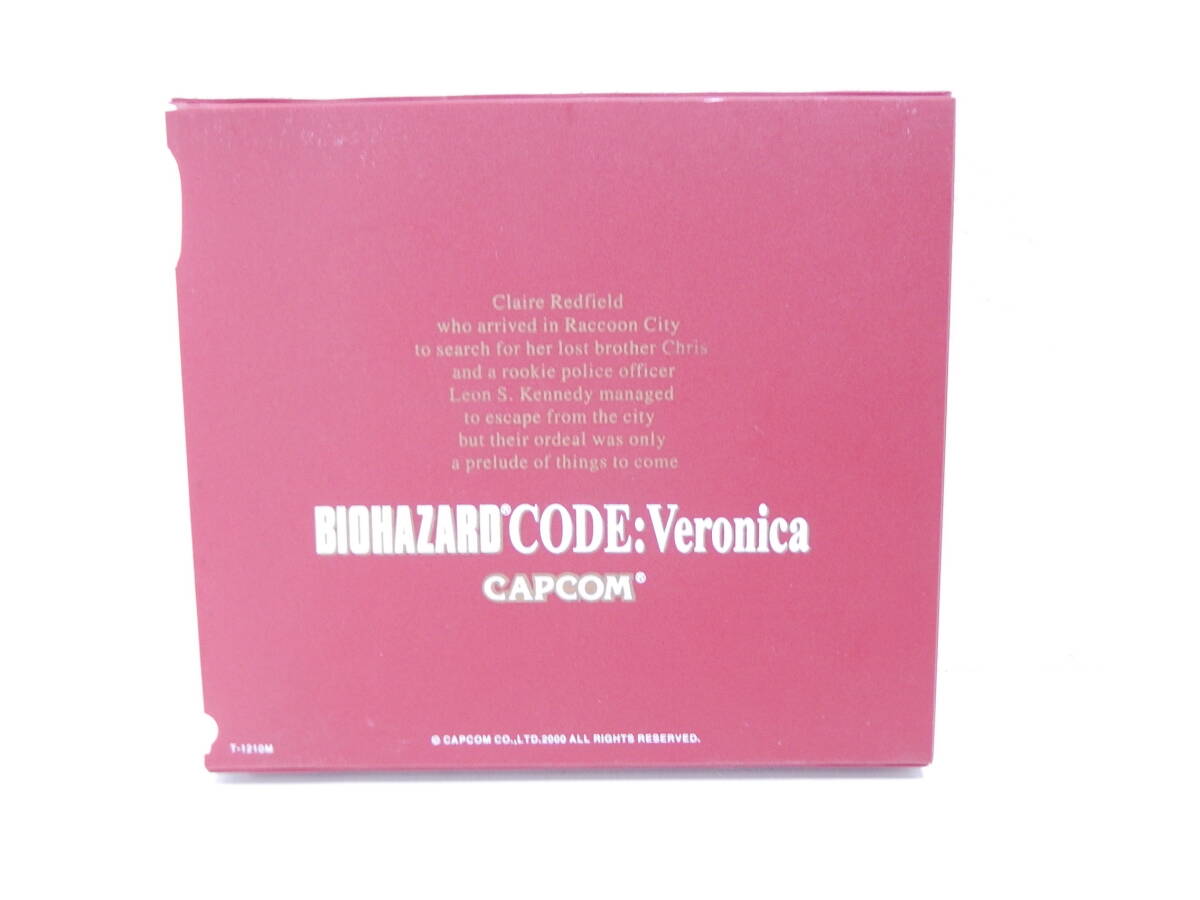 Claire Redfield
who arrived in Raccoon City
to search for her lost brother Chris
and a rookie police officer
Leon S. Kennedy managed
to escape from the city
but their ordeal was only
a prelude of things to come
BIOHAZARD®CODE:Veronica
CAPCOM®
T-1210M
© CAPCOM CO.,LTD.2000 ALL RIGHTS RESERVED.